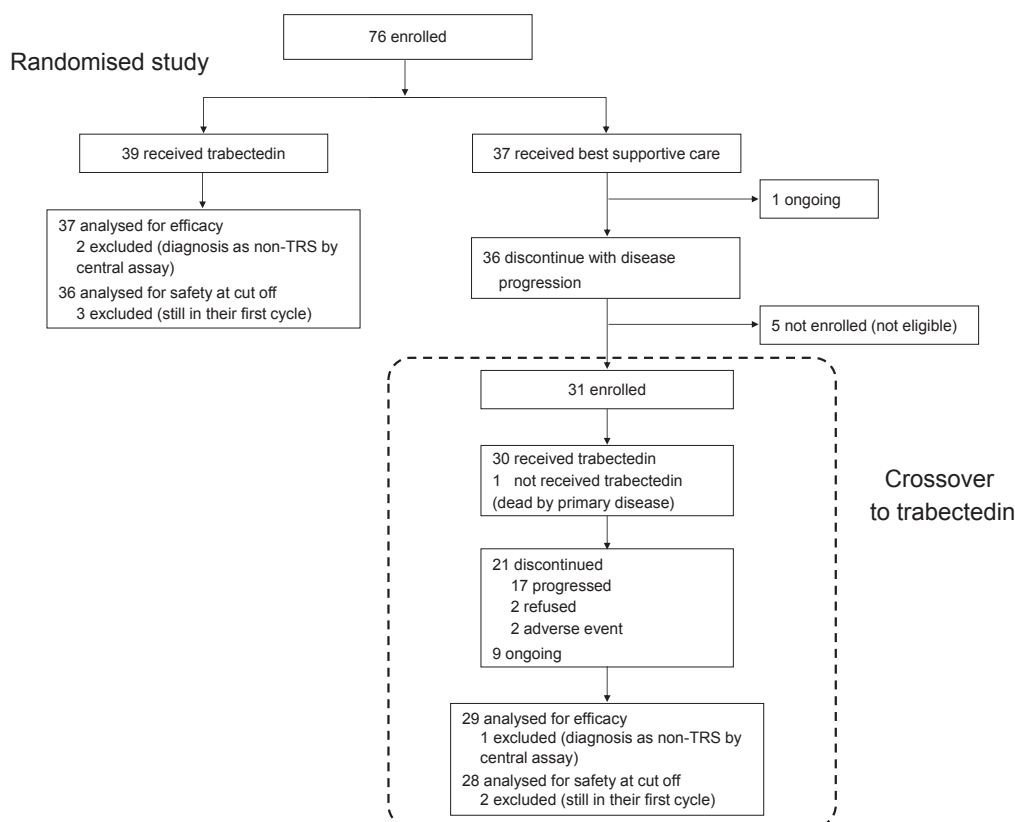 76 enrolled
Randomised study
39 received trabectedin
37 received best supportive care
1 ongoing
37 analysed for efficacy
2 excluded (diagnosis as non-TRS by
central assay)
36 analysed for safety at cut off
3 excluded (still in their first cycle)
36 discontinue with disease
progression
5 not enrolled (not eligible)
31 enrolled
30 received trabectedin
1 not received trabectedin
(dead by primary disease)
Crossover
to trabectedin
21 discontinued
17 progressed
2 refused
2 adverse event
9 ongoing
29 analysed for efficacy
1 excluded (diagnosis as non-TRS by
central assay)
28 analysed for safety at cut off
2 excluded (still in their first cycle)